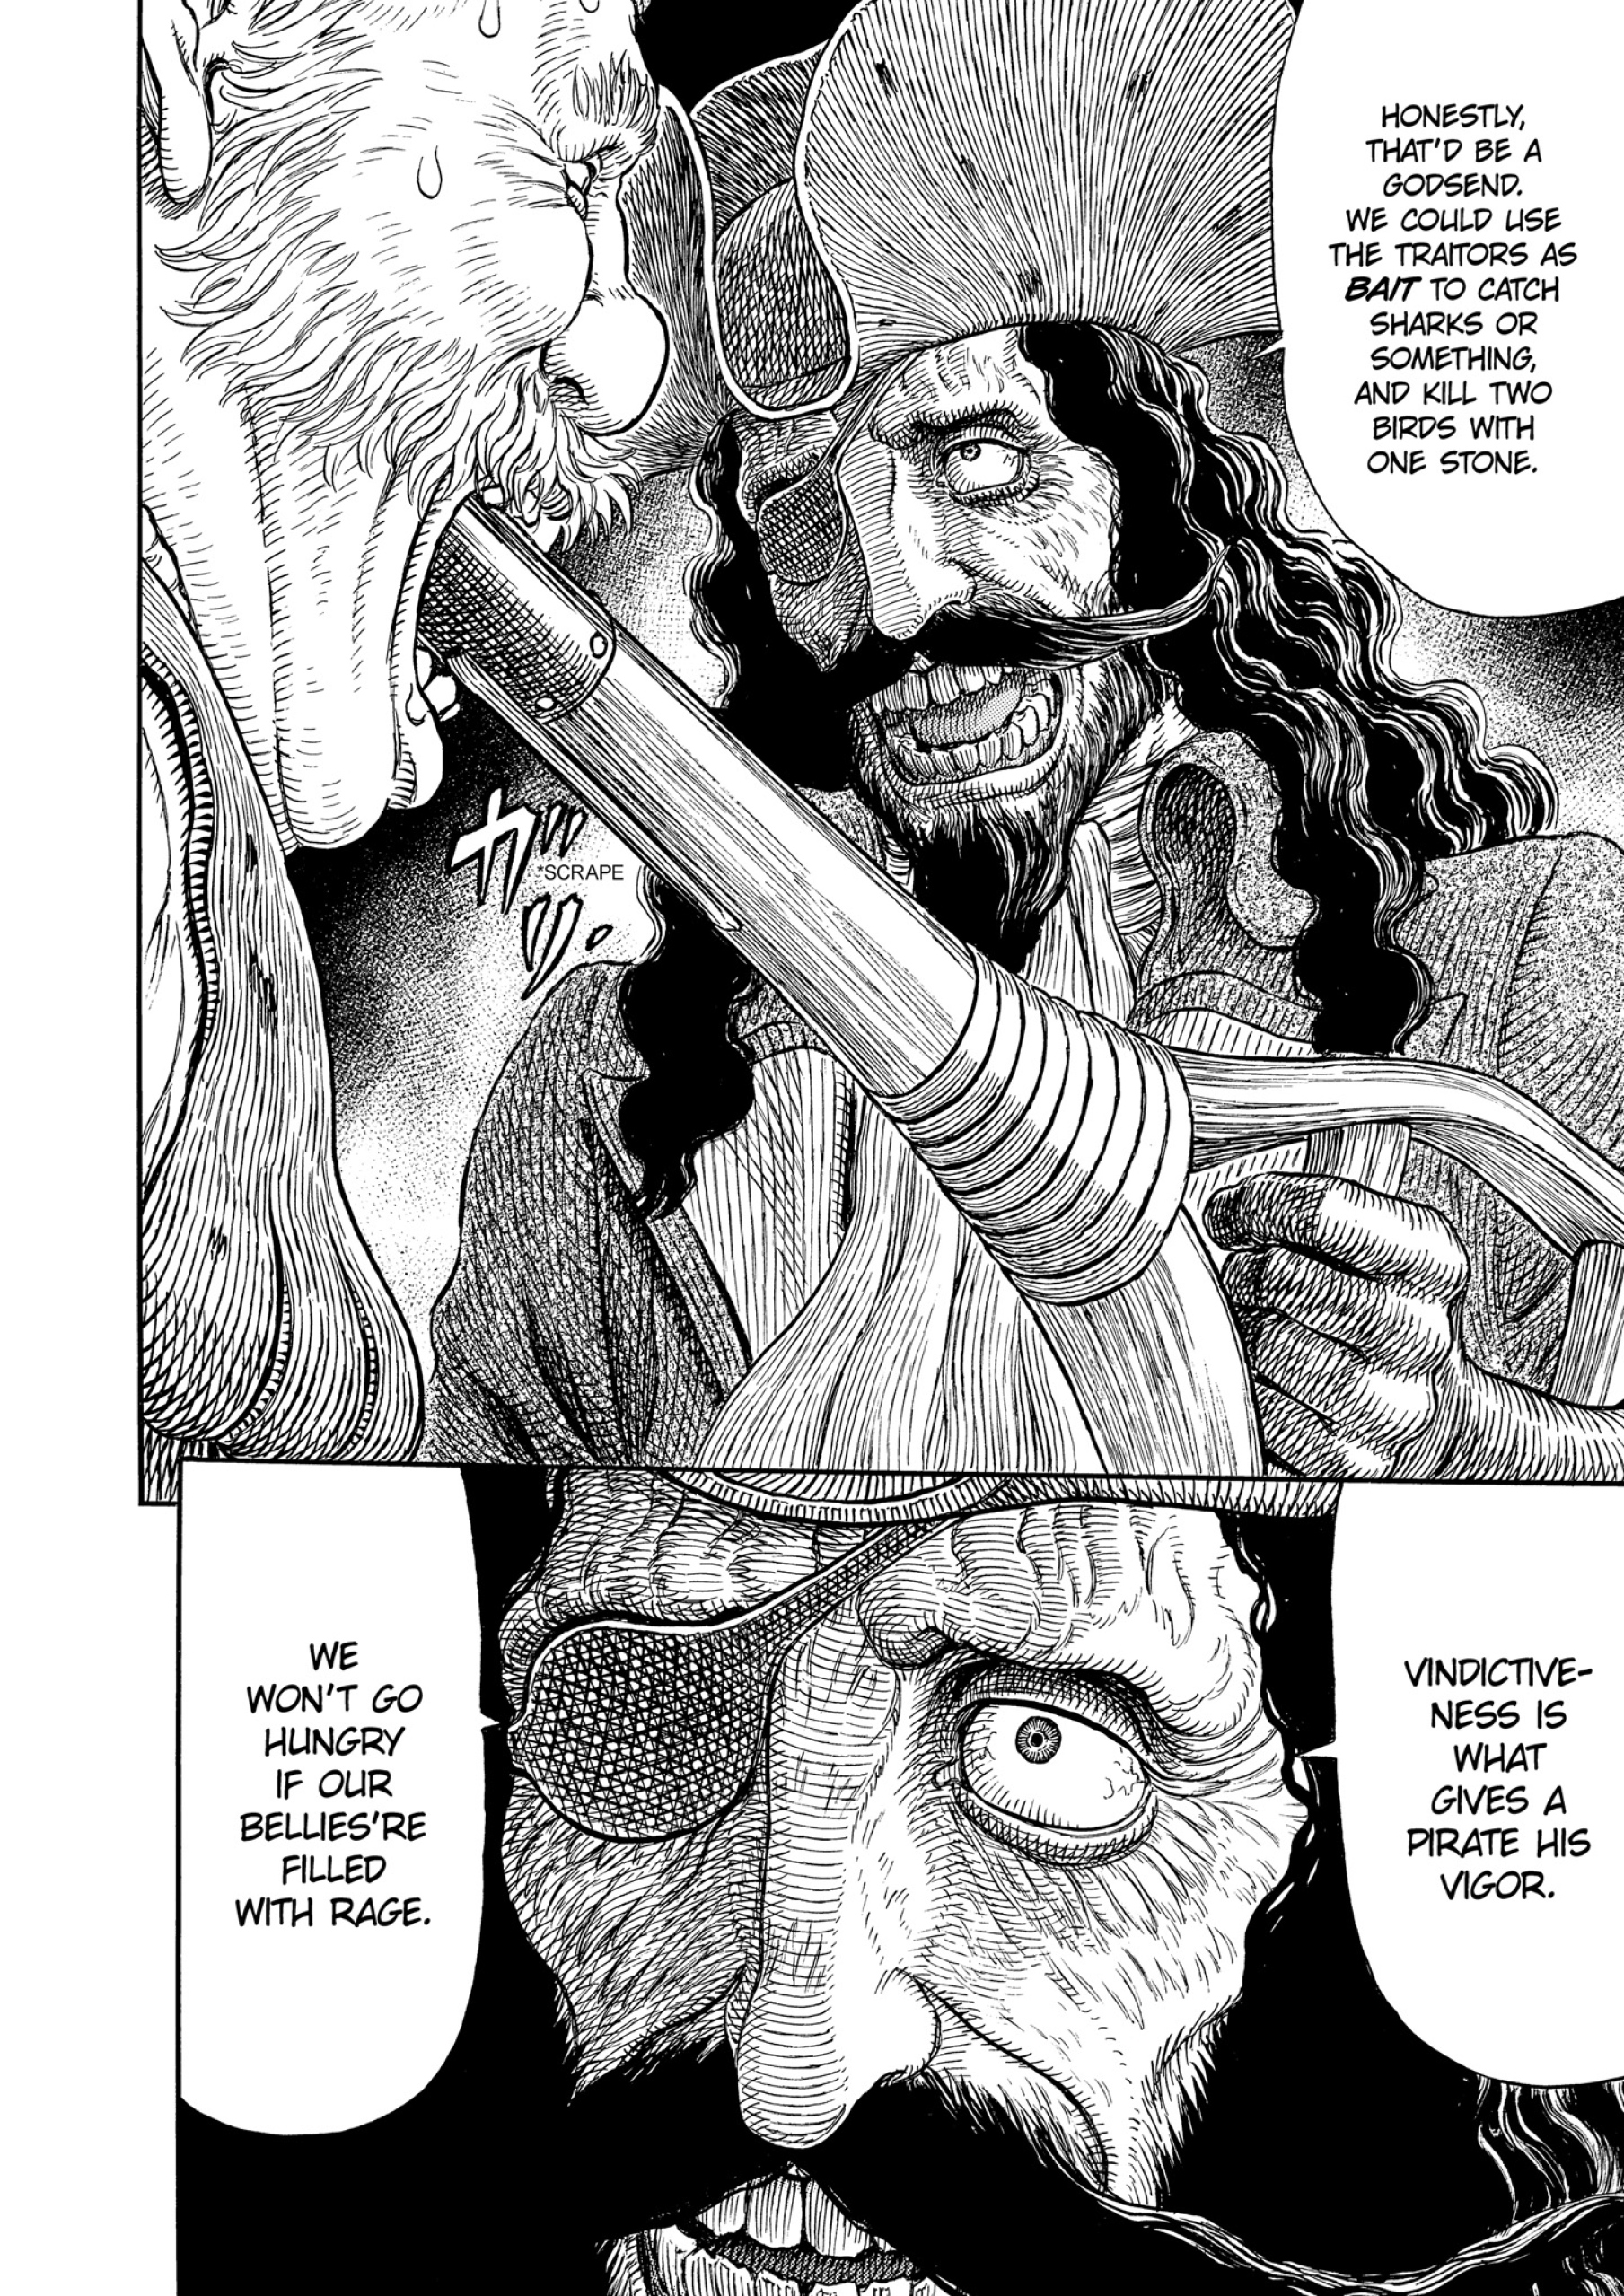 HONESTLY,
THAT'D BE A
GODSEND.
WE COULD USE
THE TRAITORS AS
BAIT TO CATCH
SHARKS OR
SOMETHING,
AND KILL TWO
BIRDS WITH
ONE STONE.
ガッ
*SCRAPE
VINDICTIVE-
NESS IS
WHAT
GIVES A
PIRATE HIS
VIGOR.
WE
WON'T GO
HUNGRY
IF OUR
BELLIES'RE
FILLED
WITH RAGE.